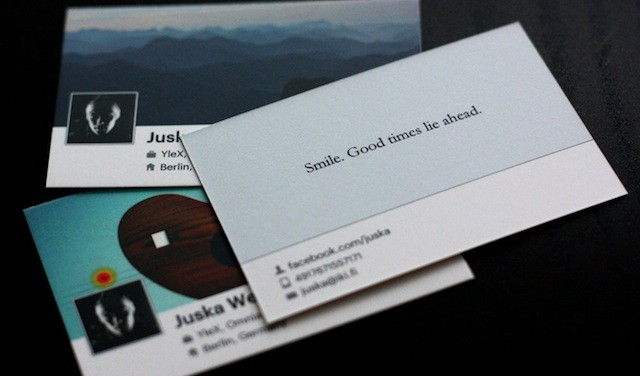 Juska
YleX,
Berlin,
Smile. Good times lie ahead.
facebook.com/juska
4917671557171
juska@iki.fi
Juska We
YleX, Omni
Berlin, Germany